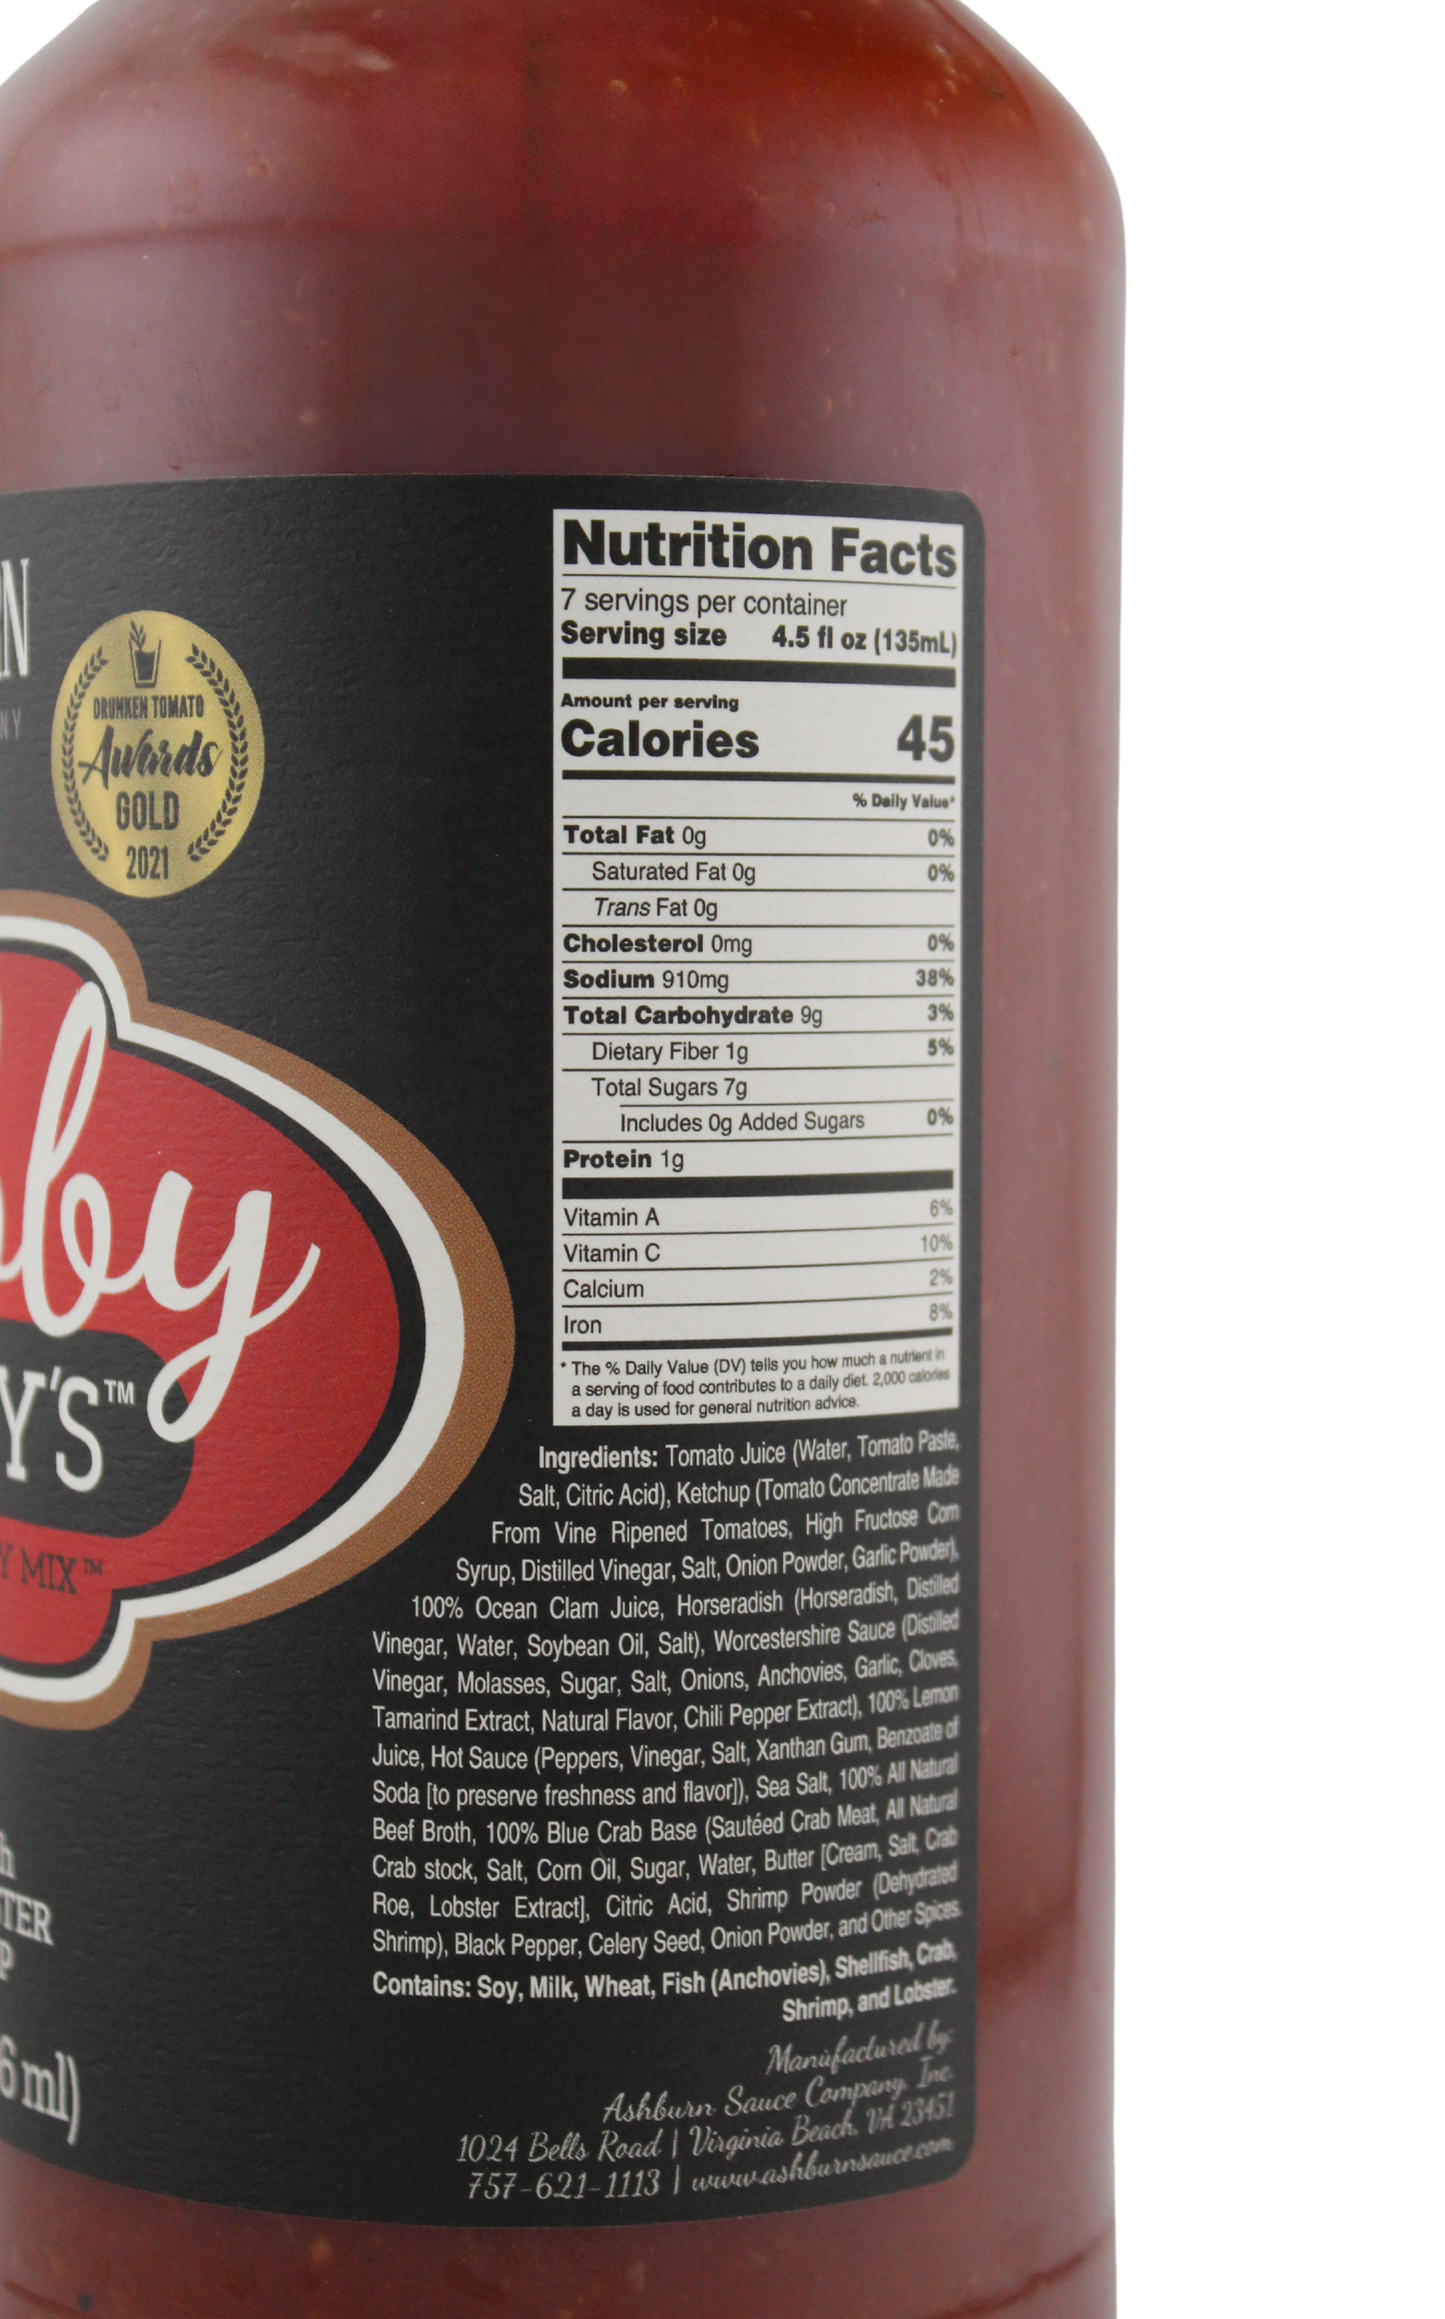 DRUNKEN TOMATO
Awards
GOLD
2021
by
Y'S™
Y MIX™
6 ml)
Nutrition Facts
7 servings per container
Serving size 4.5 fl oz (135mL)
Amount per serving
Calories 45
% Daily Value*
Total Fat 0g 0%
Saturated Fat 0g 0%
Trans Fat 0g
Cholesterol 0mg 0%
Sodium 910mg 38%
Total Carbohydrate 9g 3%
Dietary Fiber 1g 5%
Total Sugars 7g
Includes 0g Added Sugars 0%
Protein 1g
Vitamin A 6%
Vitamin C 10%
Calcium 2%
Iron 8%
* The % Daily Value (DV) tells you how much a nutrient in
a serving of food contributes to a daily diet. 2,000 calories
a day is used for general nutrition advice.
Ingredients: Tomato Juice (Water, Tomato Paste,
Salt, Citric Acid), Ketchup (Tomato Concentrate Made
From Vine Ripened Tomatoes, High Fructose Corn
Syrup, Distilled Vinegar, Salt, Onion Powder, Garlic Powder),
100% Ocean Clam Juice, Horseradish (Horseradish, Distilled
Vinegar, Water, Soybean Oil, Salt), Worcestershire Sauce (Distilled
Vinegar, Molasses, Sugar, Salt, Onions, Anchovies, Garlic, Cloves,
Tamarind Extract, Natural Flavor, Chili Pepper Extract), 100% Lemon
Juice, Hot Sauce (Peppers, Vinegar, Salt, Xanthan Gum, Benzoate of
Soda [to preserve freshness and flavor]), Sea Salt, 100% All Natural
Beef Broth, 100% Blue Crab Base (Sautéed Crab Meat, All Natural
Crab stock, Salt, Corn Oil, Sugar, Water, Butter [Cream, Salt, Crab
Roe, Lobster Extract], Citric Acid, Shrimp Powder (Dehydrated
Shrimp), Black Pepper, Celery Seed, Onion Powder, and Other Spices.
Contains: Soy, Milk, Wheat, Fish (Anchovies), Shellfish, Crab,
Shrimp, and Lobster.
Manufactured by:
Ashburn Sauce Company, Inc.
1024 Bells Road | Virginia Beach, VA 23451
757-621-1113 | www.ashburnsauce.com